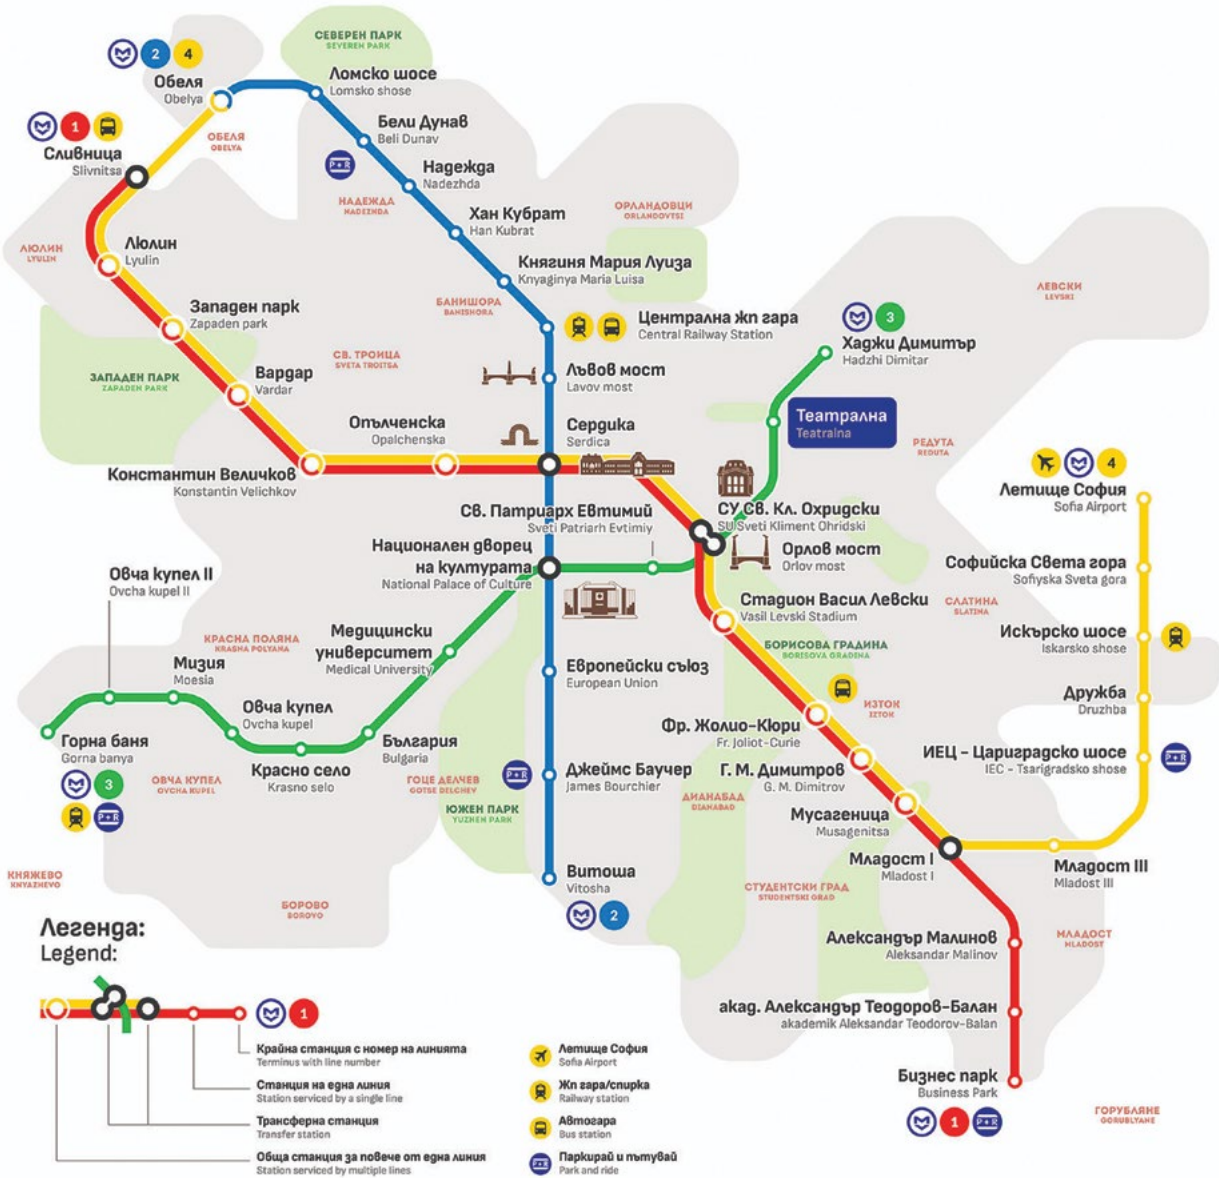 СЕВЕРЕН ПАРК
SEVEREN PARK
2
4
Обеля
Obelya
Ломско шосе
Lomsko shose
Бели Дунав
Beli Dunav
1
Сливница
Slivnitsa
ОБЕЛЯ
OBELYA
P+R
Надежда
Nadezhda
НАДЕЖДА
NADEZHDA
Хан Кубрат
Han Kubrat
ОРЛАНДОВЦИ
ORLANDOVTSI
ЛЮЛИН
LYULIN
Люлин
Lyulin
Княгиня Мария Луиза
Knyaginya Maria Luisa
ЛЕВСКИ
LEVSKI
Западен парк
Zapaden park
БАНИШОРА
BANISHORA
Централна жп гара
Central Railway Station
3
Хаджи Димитър
Hadzhi Dimitar
СВ. ТРОИЦА
SVETA TROITSA
ЗАПАДЕН ПАРК
ZAPADEN PARK
Вардар
Vardar
Лъвов мост
Lavov most
Театрална
Teatralna
Опълченска
Opalchenska
Сердика
Serdica
РЕДУТА
REDUTA
Константин Величков
Konstantin Velichkov
4
Летище София
Sofia Airport
Св. Патриарх Евтимий
Sveti Patriarh Evtimiy
СУ Св. Кл. Охридски
SU Sveti Kliment Ohridski
Национален дворец
на културата
National Palace of Culture
Орлов мост
Orlov most
Софийска Света гора
Sofiyska Sveta gora
Овча купел II
Ovcha kupel II
Стадион Васил Левски
Vasil Levski Stadium
СЛАТИНА
SLATINA
КРАСНА ПОЛЯНА
KRASNA POLYANA
Медицински
университет
Medical University
БОРИСОВА ГРАДИНА
BORISOVA GRADINA
Искърско шосе
Iskarsko shose
Мизия
Moesia
Европейски съюз
European Union
Дружба
Druzhba
Овча купел
Ovcha kupel
ИЗТОК
IZTOK
Фр. Жолио-Кюри
Fr. Joliot-Curie
Горна баня
Gorna banya
България
Bulgaria
ИЕЦ – Цариградско шосе
IEC – Tsarigradsko shose
P+R
Красно село
Krasno selo
3
P+R
ОВЧА КУПЕЛ
OVCHA KUPEL
ГОЦЕ ДЕЛЧЕВ
GOTSE DELCHEV
P+R
Джеймс Баучер
James Bourchier
Г. М. Димитров
G. M. Dimitrov
ЮЖЕН ПАРК
YUZHEN PARK
ДИАНАБАД
DIANABAD
Мусагеница
Musagenitsa
Младост I
Mladost I
Младост III
Mladost III
КНЯЖЕВО
KNYAZHEVO
Витоша
Vitosha
2
СТУДЕНТСКИ ГРАД
STUDENTSKI GRAD
БОРОВО
BOROVO
Александър Малинов
Aleksandar Malinov
МЛАДОСТ
MLADOST
акад. Александър Теодоров-Балан
akademik Aleksandar Teodorov-Balan
Бизнес парк
Business Park
1
P+R
ГОРУБЛЯНЕ
GORUBLYANE
Легенда:
Legend:
1
Крайна станция с номер на линията
Terminus with line number
Станция на една линия
Station serviced by a single line
Трансферна станция
Transfer station
Обща станция за повече от една линия
Station serviced by multiple lines
Летище София
Sofia Airport
Жп гара/спирка
Railway station
Автогара
Bus station
P+R
Паркирай и пътувай
Park and ride